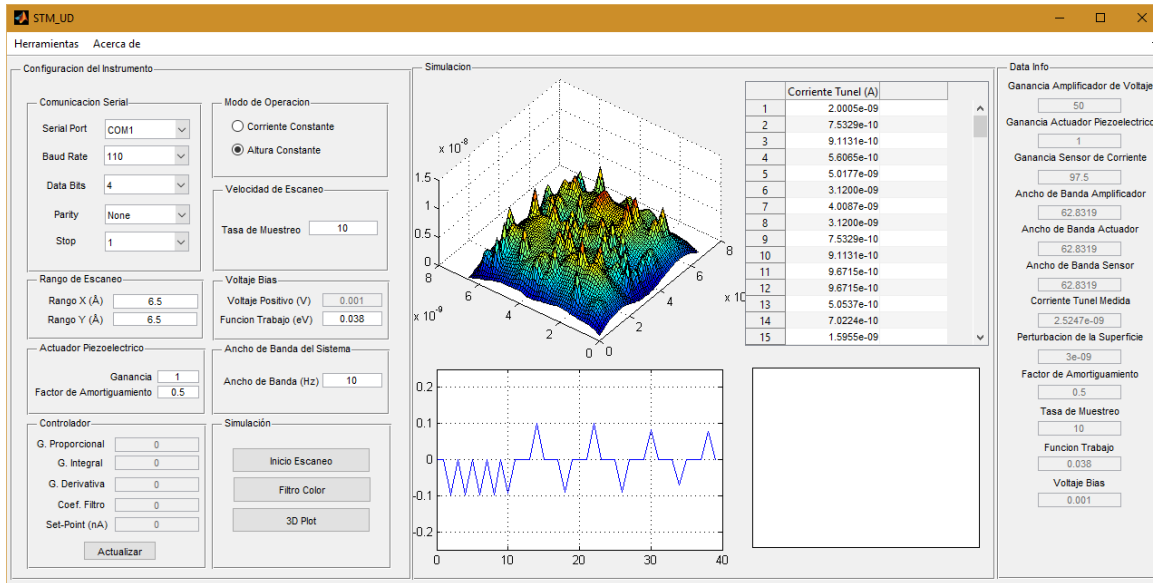 STM_UD
Herramientas Acerca de
Configuracion del Instrumento
Comunicacion Serial
Serial Port COM1
Baud Rate 110
Data Bits 4
Parity None
Stop 1
Modo de Operacion
Corriente Constante
Altura Constante
Velocidad de Escaneo
Tasa de Muestreo 10
Rango de Escaneo
Rango X (Å) 6.5
Rango Y (Å) 6.5
Voltaje Bias
Voltaje Positivo (V) 0.001
Funcion Trabajo (eV) 0.038
Actuador Piezoelectrico
Ganancia 1
Factor de Amortiguamiento 0.5
Ancho de Banda del Sistema
Ancho de Banda (Hz) 10
Controlador
G. Proporcional 0
G. Integral 0
G. Derivativa 0
Coef. Filtro 0
Set-Point (nA) 0
Actualizar
Simulación
Inicio Escaneo
Filtro Color
3D Plot
Simulacion
x 10⁻⁸
1.5
1
0.5
0
8
6
4
2
0
x 10⁻⁹
0
2
4
6
8
x 10
Corriente Tunel (A)
1 2.0005e-09
2 7.5329e-10
3 9.1131e-10
4 5.6065e-10
5 5.0177e-09
6 3.1200e-09
7 4.0087e-09
8 3.1200e-09
9 7.5329e-10
10 9.1131e-10
11 9.6715e-10
12 9.6715e-10
13 5.0537e-10
14 7.0224e-10
15 1.5955e-09
0.2
0.1
0
-0.1
-0.2
0 10 20 30 40
Data Info
Ganancia Amplificador de Voltaje
50
Ganancia Actuador Piezoelectrico
1
Ganancia Sensor de Corriente
97.5
Ancho de Banda Amplificador
62.8319
Ancho de Banda Actuador
62.8319
Ancho de Banda Sensor
62.8319
Corriente Tunel Medida
2.5247e-09
Perturbacion de la Superficie
3e-09
Factor de Amortiguamiento
0.5
Tasa de Muestreo
10
Funcion Trabajo
0.038
Voltaje Bias
0.001